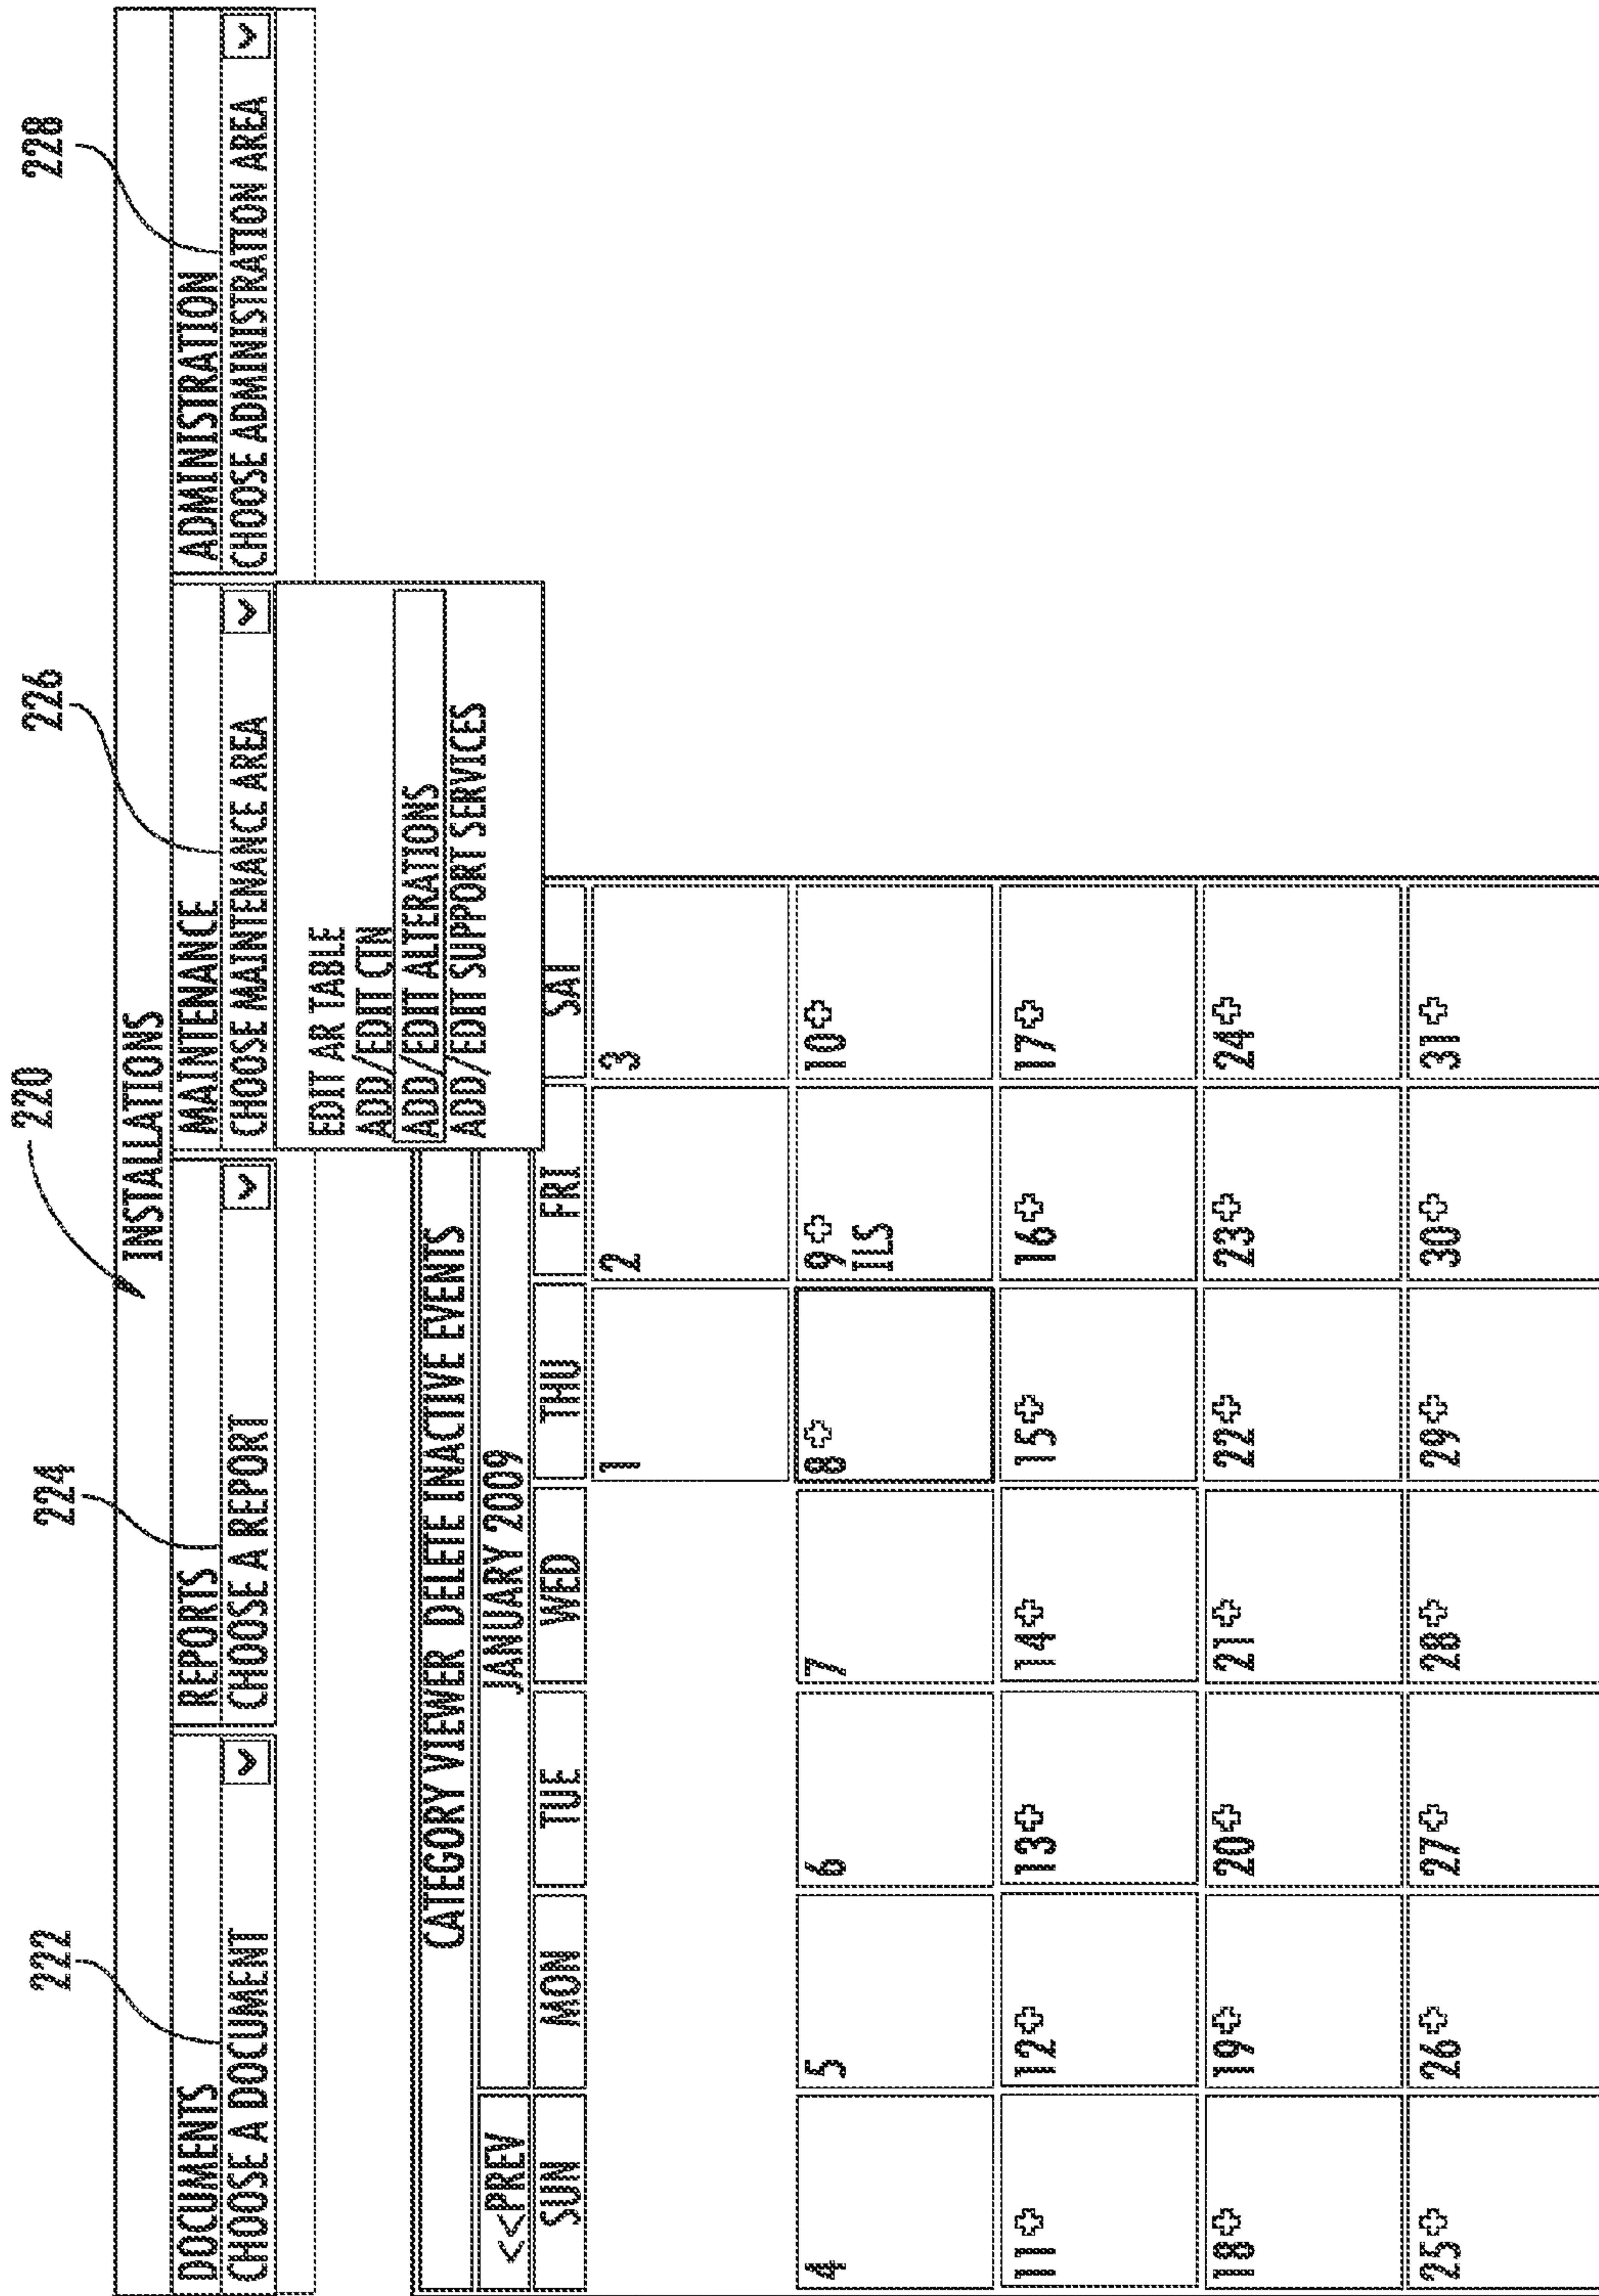 220
INSTALLATIONS
222
224
226
228
DOCUMENTS
REPORTS
MAINTENANCE
ADMINISTRATION
CHOOSE A DOCUMENT
CHOOSE A REPORT
CHOOSE MAINTENANCE AREA
CHOOSE ADMINISTRATION AREA
EDIT AR TABLE
ADD/EDIT CTN
ADD/EDIT ALTERATIONS
ADD/EDIT SUPPORT SERVICES
CATEGORY VIEWER DELETE INACTIVE EVENTS
<<PREV JANUARY 2009
SUN MON TUE WED THU FRI SAT
1 2 3
4 5 6 7 8+ 9+ 10+
11+ 12+ 13+ 14+ 15+ 16+ 17+
18+ 19+ 20+ 21+ 22+ 23+ 24+
25+ 26+ 27+ 28+ 29+ 30+ 31+